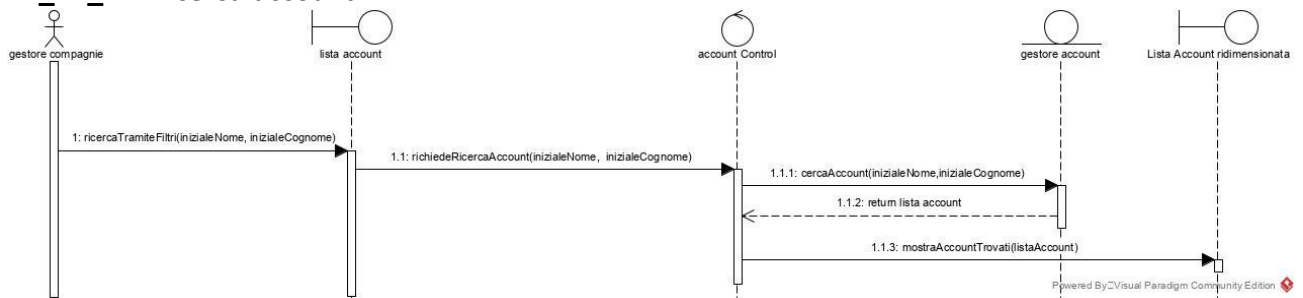 gestore compagnie
lista account
account Control
gestore account
Lista Account ridimensionata
1: ricercaTramiteFiltri(inizialeNome, inizialeCognome)
1.1: richiedeRicercaAccount(inizialeNome, inizialeCognome)
1.1.1: cercaAccount(inizialeNome,inizialeCognome)
1.1.2: return lista account
1.1.3: mostraAccountTrovati(listaAccount)
Powered By Visual Paradigm Community Edition